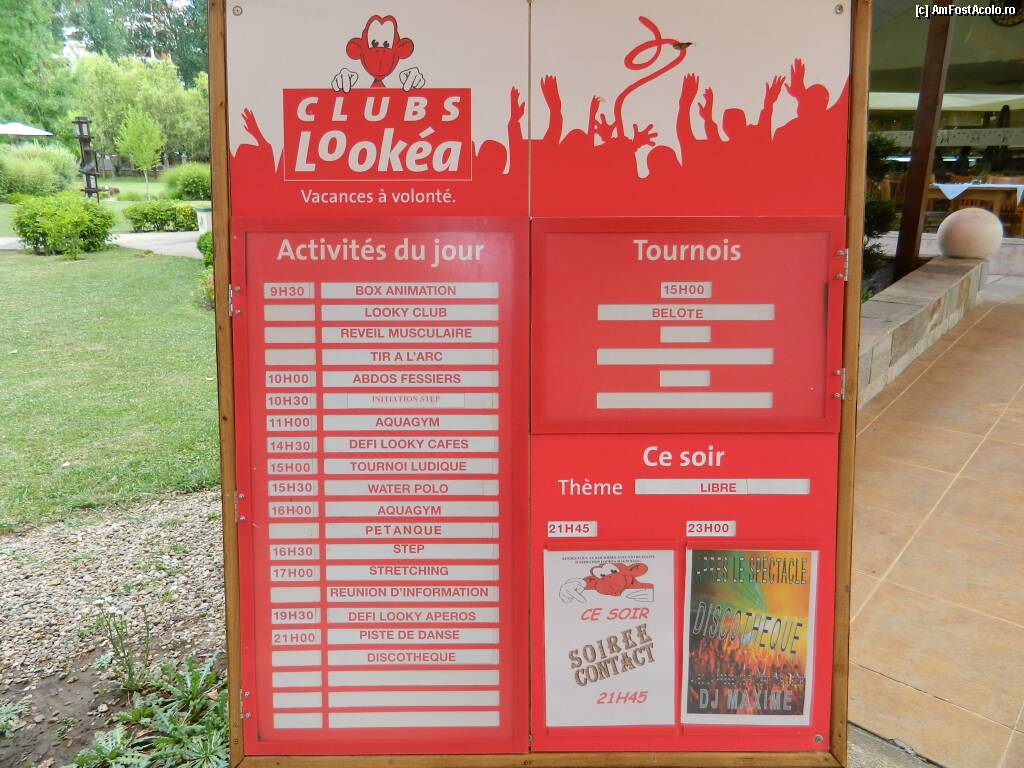 [c] AmFostAcolo.ro
CLUBS
Lookéa
Vacances à volonté.
Activités du jour
9H30 BOX ANIMATION
LOOKY CLUB
REVEIL MUSCULAIRE
TIR A L'ARC
10H00 ABDOS FESSIERS
10H30 INITIATION STEP
11H00 AQUAGYM
14H30 DEFI LOOKY CAFES
15H00 TOURNOI LUDIQUE
15H30 WATER POLO
16H00 AQUAGYM
PETANQUE
16H30 STEP
17H00 STRETCHING
REUNION D'INFORMATION
19H30 DEFI LOOKY APEROS
21H00 PISTE DE DANSE
DISCOTHEQUE
Tournois
15H00
BELOTE
Ce soir
Thème LIBRE
21H45
CE SOIR
SOIREE
CONTACT
21H45
23H00
APRES LE SPECTACLE
DISCOTHEQUE
DJ MAXIME